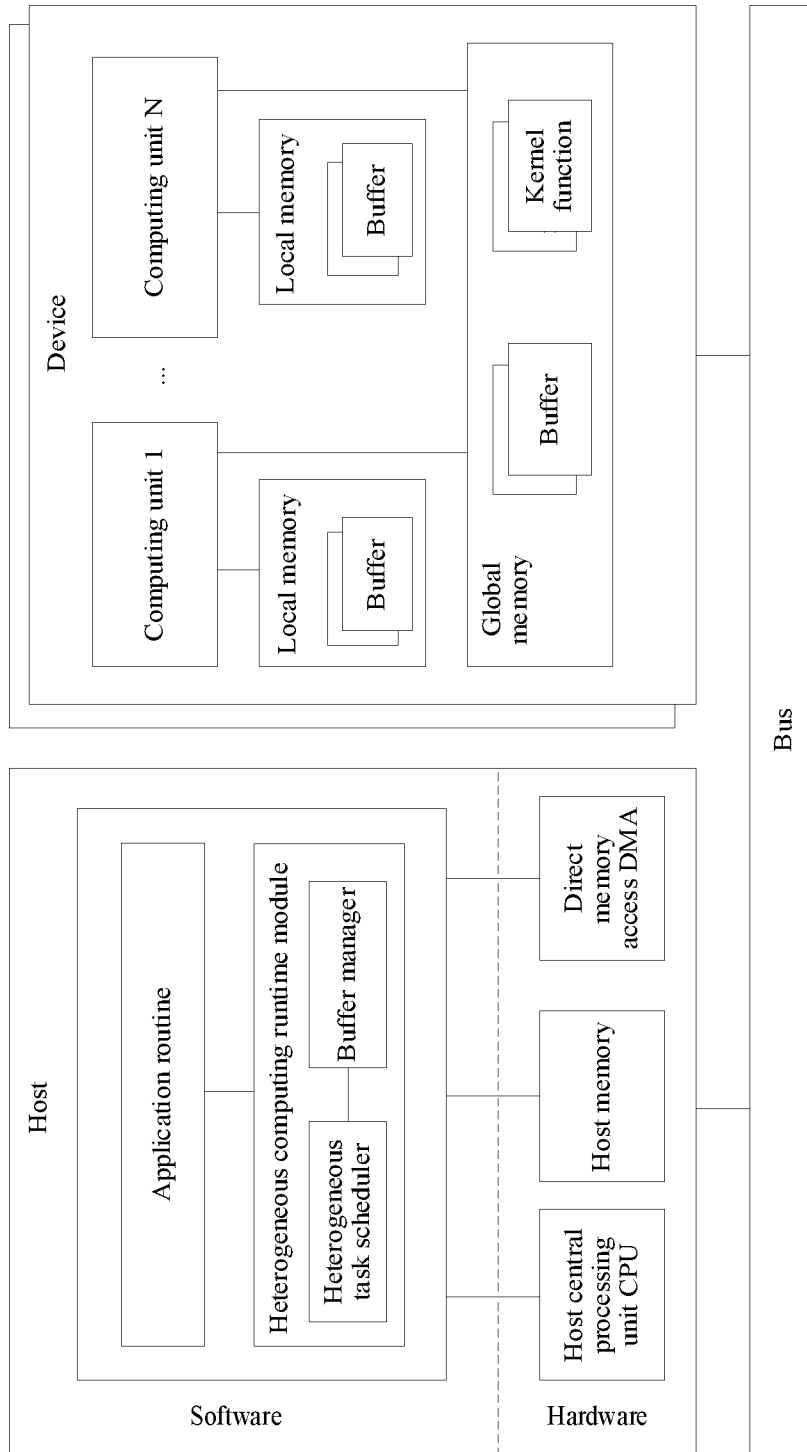 Host
Application routine
Heterogeneous computing runtime module
Heterogeneous
task scheduler
Buffer manager
Software
Hardware
Host central
processing
unit CPU
Host memory
Direct
memory
access DMA
Device
Computing unit 1
...
Computing unit N
Local memory
Buffer
Local memory
Buffer
Global
memory
Buffer
Kernel
function
Bus